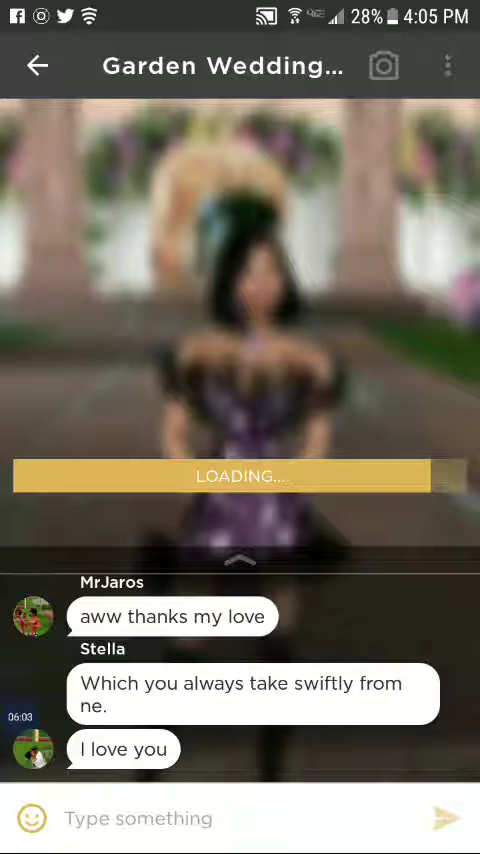 28% 4:05 PM
Garden Wedding...
LOADING....
MrJaros
aww thanks my love
Stella
Which you always take swiftly from
ne.
06:03
I love you
Type something